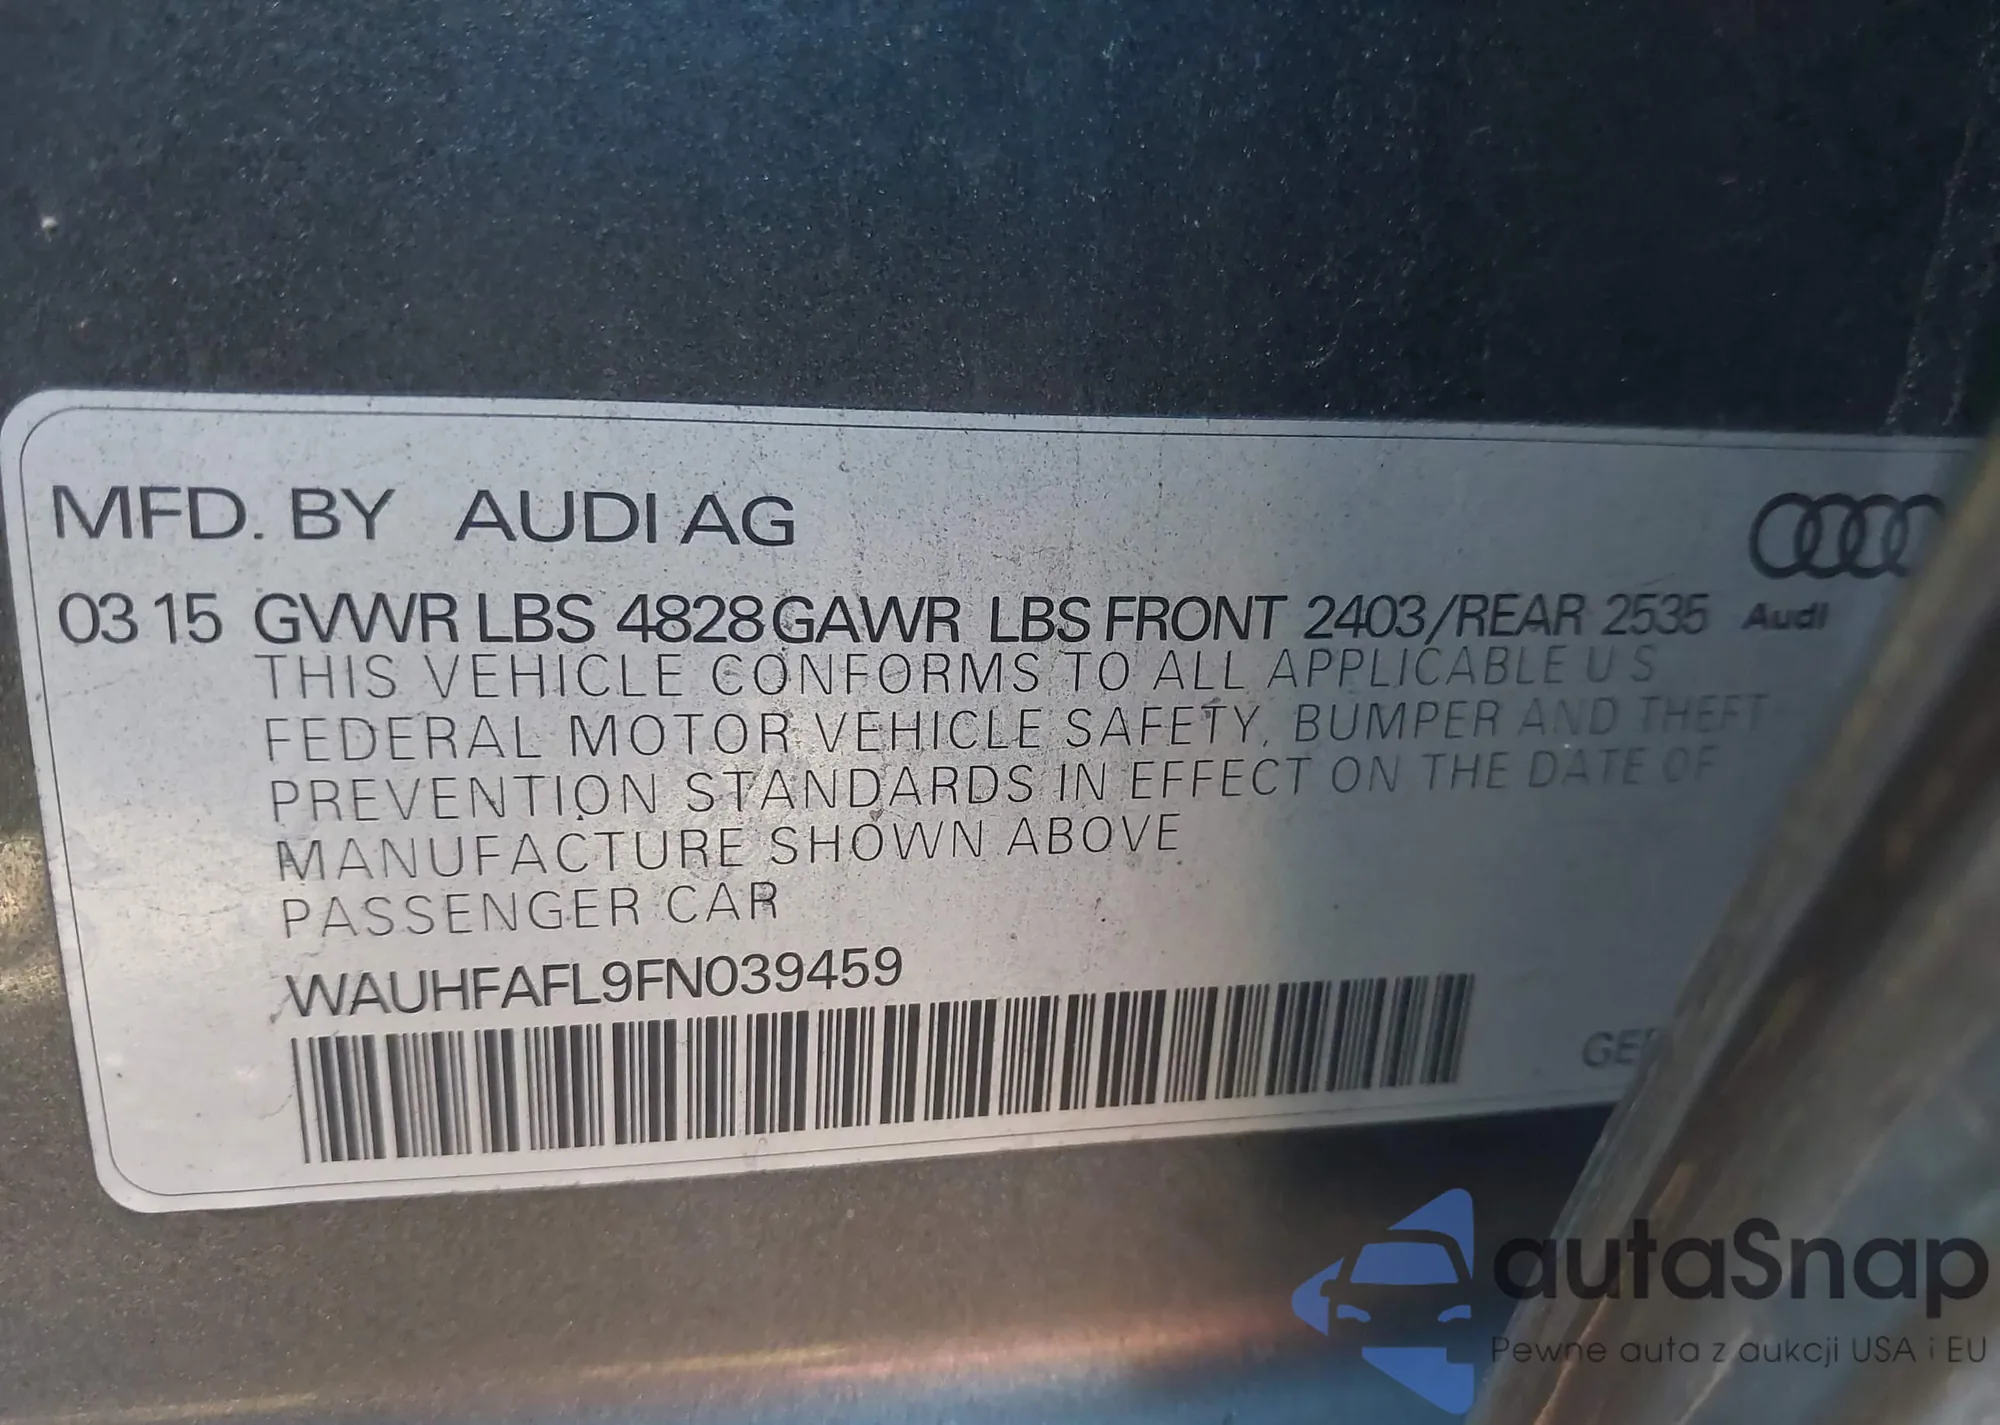 MFD. BY AUDI AG
03 15 GVWR LBS 4828 GAWR LBS FRONT 2403/REAR 2535 Audi
THIS VEHICLE CONFORMS TO ALL APPLICABLE U S
FEDERAL MOTOR VEHICLE SAFETY, BUMPER AND THEFT
PREVENTION STANDARDS IN EFFECT ON THE DATE OF
MANUFACTURE SHOWN ABOVE
PASSENGER CAR
WAUHFAFL9FN039459
autaSnap
Pewne auta z aukcji USA i EU